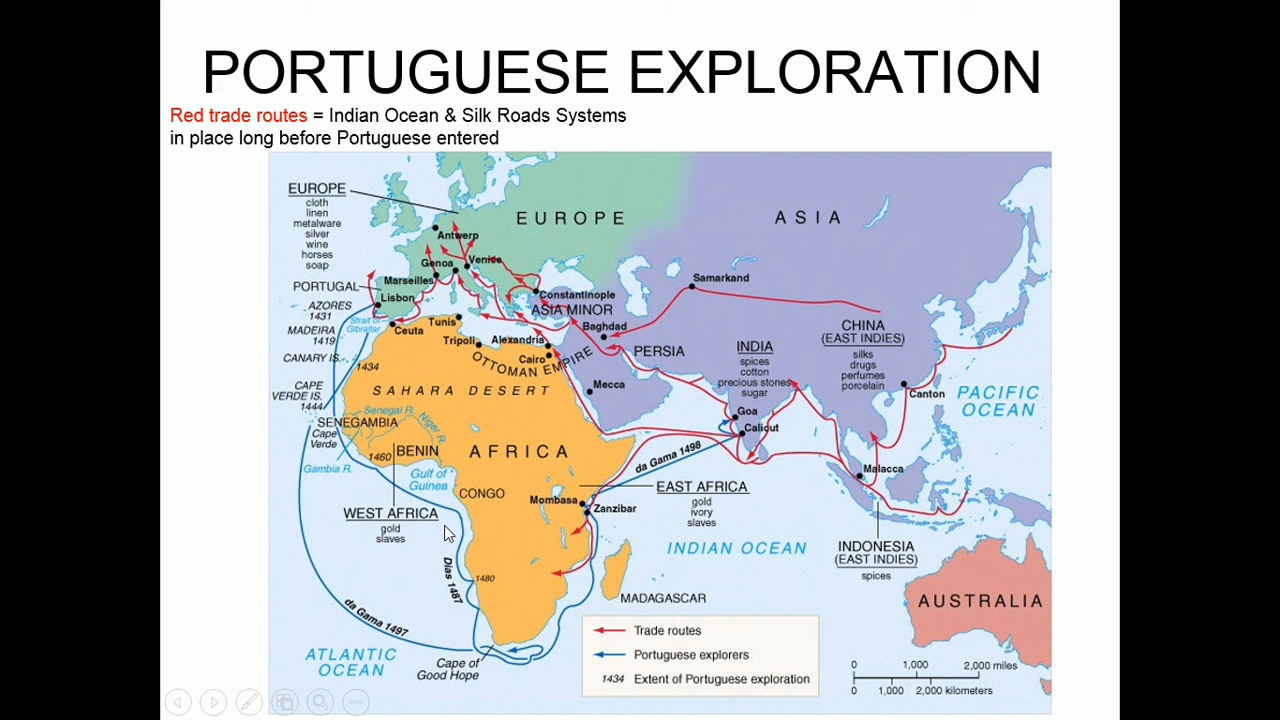 PORTUGUESE EXPLORATION
Red trade routes = Indian Ocean & Silk Roads Systems
in place long before Portuguese entered
EUROPE
cloth
linen
metalware
silver
wine
horses
soap
EUROPE
ASIA
Antwerp
Genoa
Venice
Marseilles
PORTUGAL
Lisbon
AZORES
1431
Strait of
Gibraltar
MADEIRA
1419
CANARY IS.
1434
CAPE
VERDE IS.
1444
Ceuta
Tunis
Tripoli
Alexandria
Cairo
Constantinople
ASIA MINOR
Baghdad
Samarkand
OTTOMAN EMPIRE
PERSIA
Mecca
INDIA
spices
cotton
precious stones
sugar
CHINA
(EAST INDIES)
silks
drugs
perfumes
porcelain
Canton
PACIFIC
OCEAN
Goa
Calicut
Malacca
SAHARA DESERT
Senegal R.
SENEGAMBIA
Cape
Verde
Niger R.
Gambia R.
1460
BENIN
AFRICA
Gulf of
Guinea
CONGO
WEST AFRICA
gold
slaves
da Gama 1498
EAST AFRICA
gold
ivory
slaves
Mombasa
Zanzibar
INDIAN OCEAN
INDONESIA
(EAST INDIES)
spices
Dias 1487
1480
MADAGASCAR
AUSTRALIA
da Gama 1497
ATLANTIC
OCEAN
Cape of
Good Hope
Trade routes
Portuguese explorers
1434 Extent of Portuguese exploration
0 1,000 2,000 miles
0 1,000 2,000 kilometers